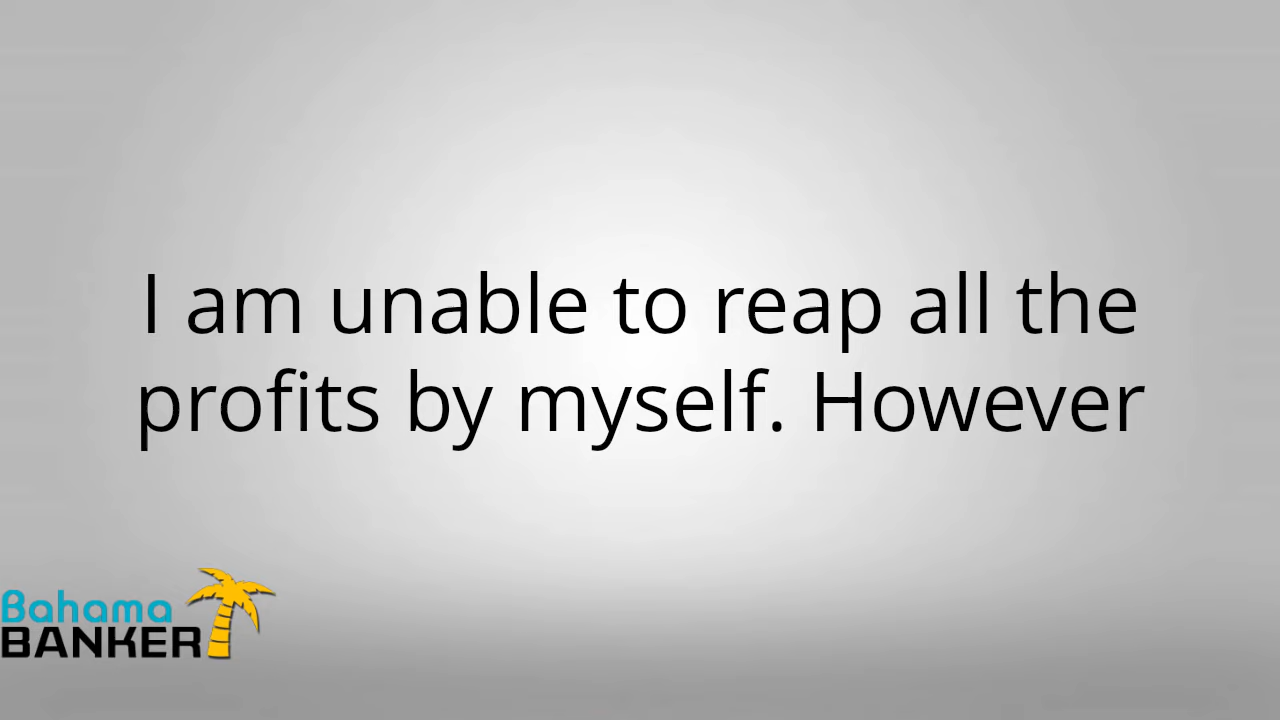 I am unable to reap all the
profits by myself. However
Bahama
BANKER